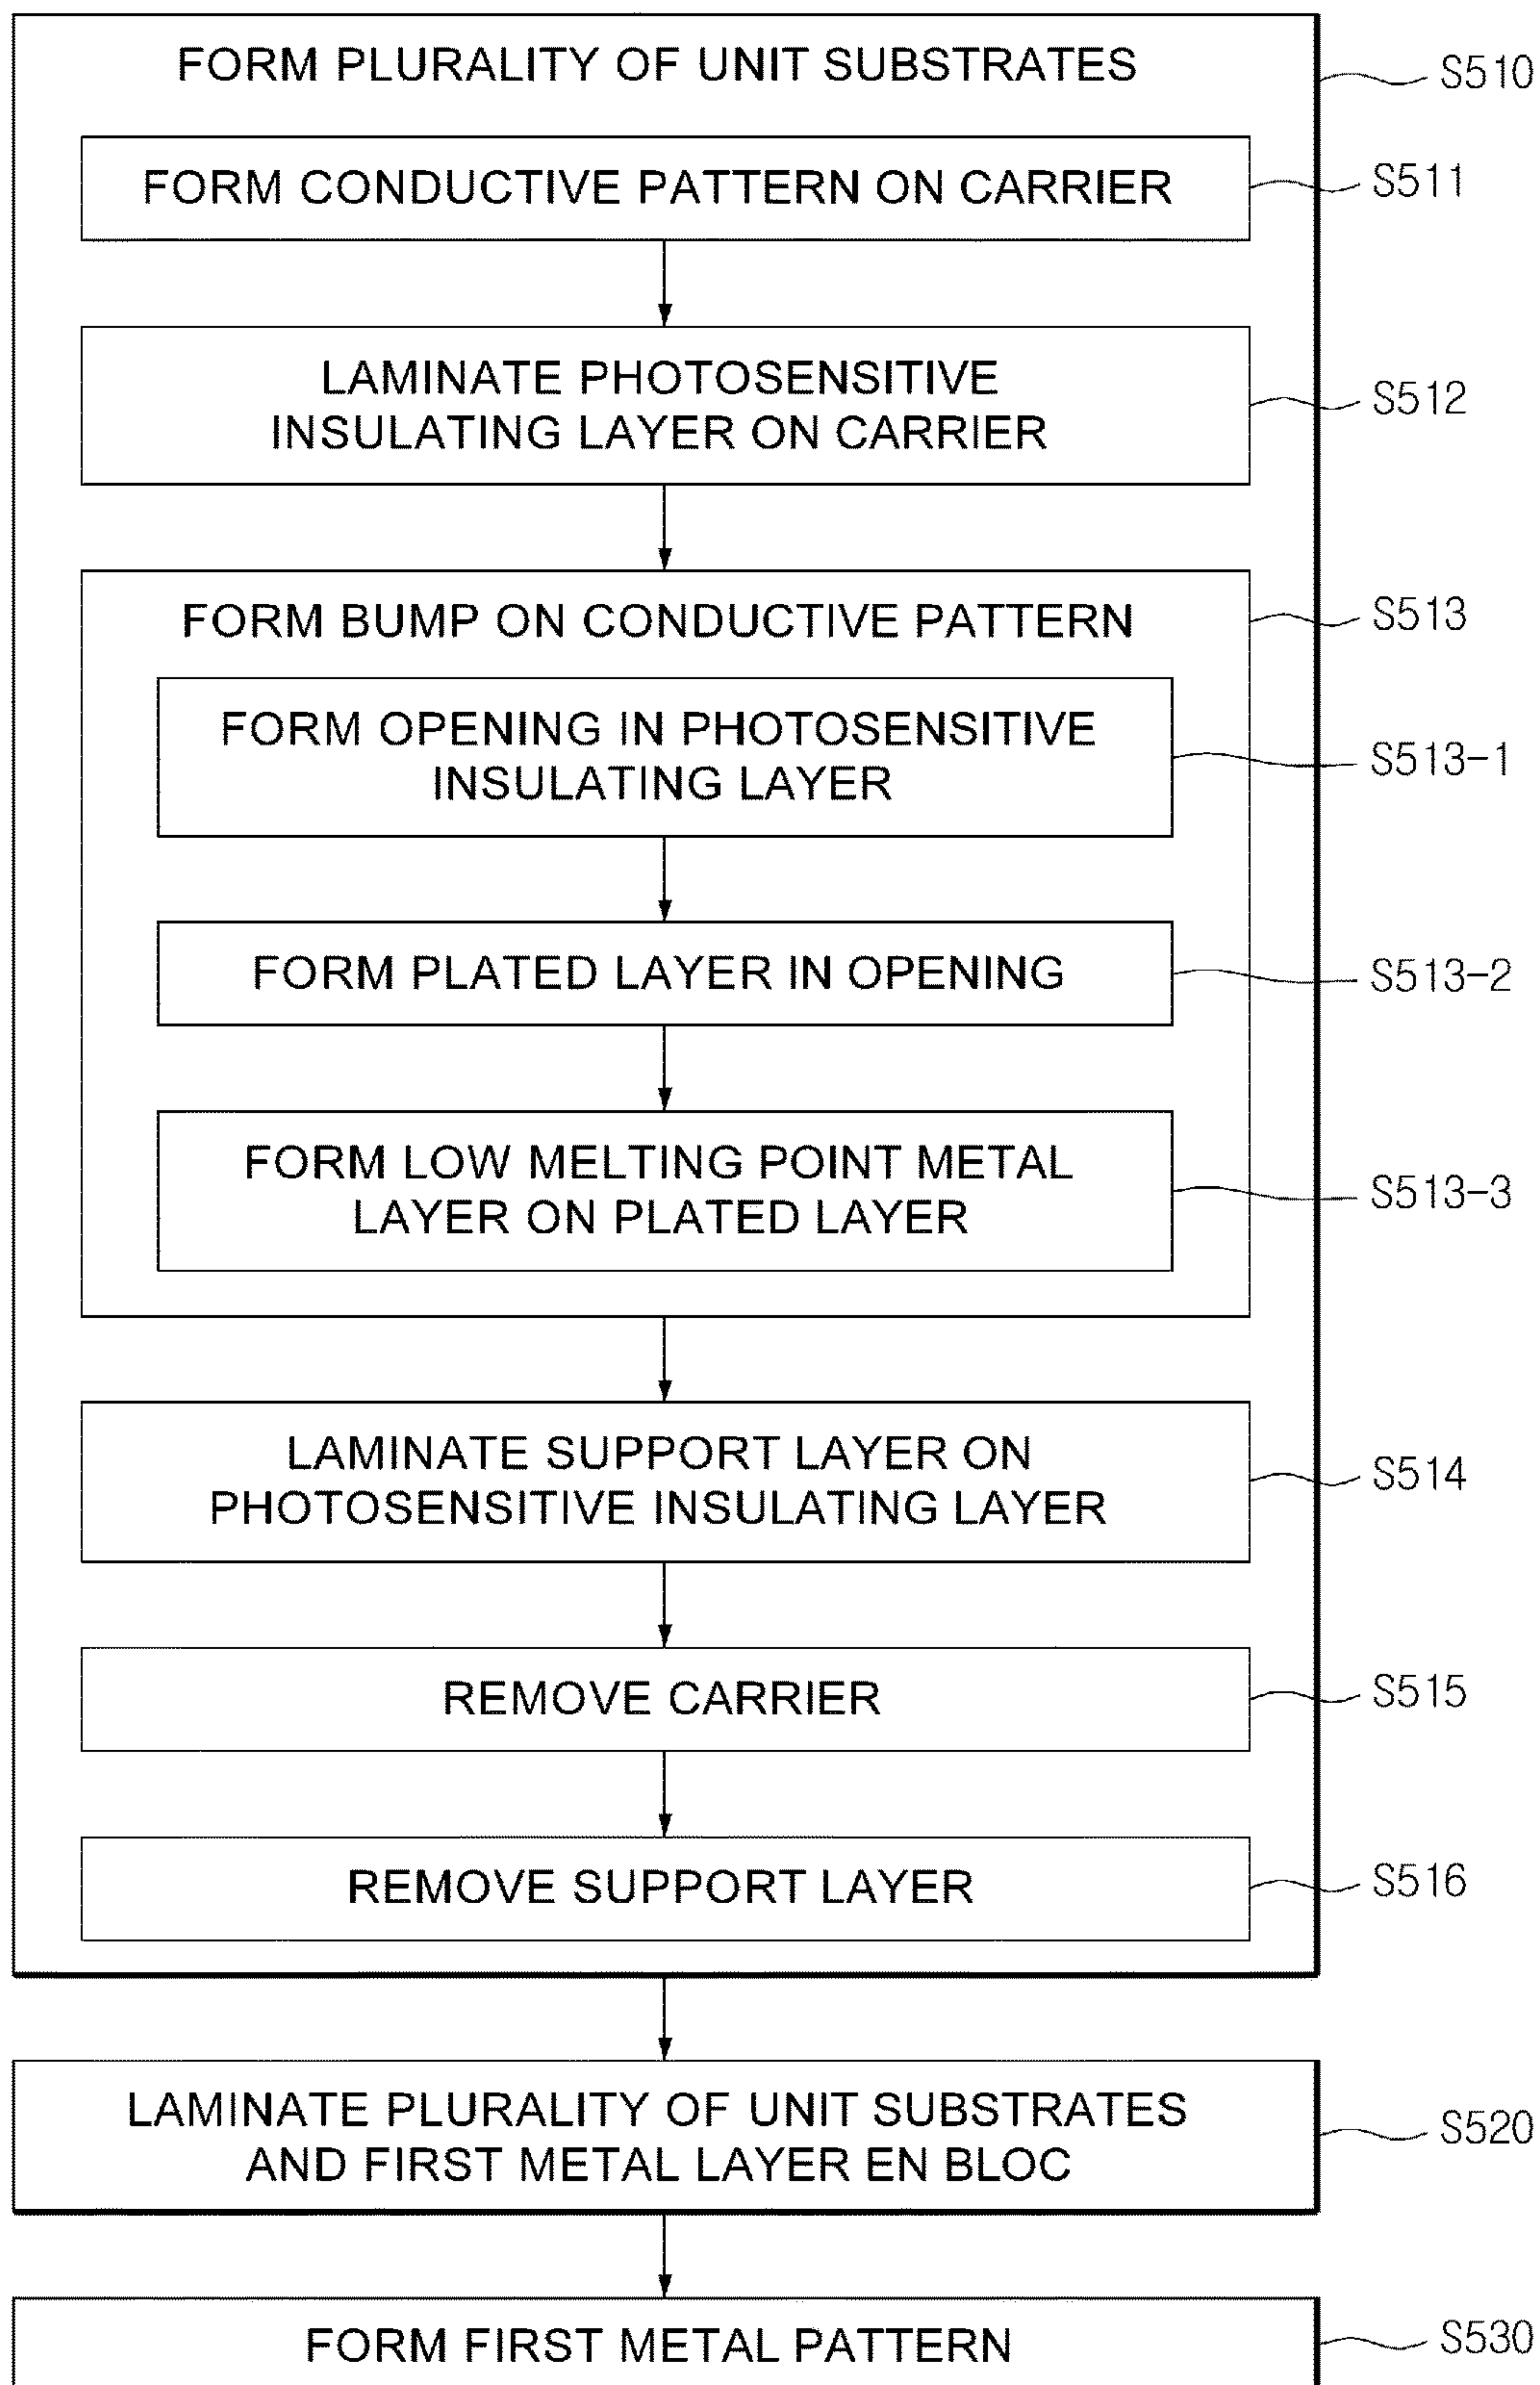 FORM PLURALITY OF UNIT SUBSTRATES
S510
FORM CONDUCTIVE PATTERN ON CARRIER
S511
LAMINATE PHOTOSENSITIVE
INSULATING LAYER ON CARRIER
S512
FORM BUMP ON CONDUCTIVE PATTERN
S513
FORM OPENING IN PHOTOSENSITIVE
INSULATING LAYER
S513-1
FORM PLATED LAYER IN OPENING
S513-2
FORM LOW MELTING POINT METAL
LAYER ON PLATED LAYER
S513-3
LAMINATE SUPPORT LAYER ON
PHOTOSENSITIVE INSULATING LAYER
S514
REMOVE CARRIER
S515
REMOVE SUPPORT LAYER
S516
LAMINATE PLURALITY OF UNIT SUBSTRATES
AND FIRST METAL LAYER EN BLOC
S520
FORM FIRST METAL PATTERN
S530